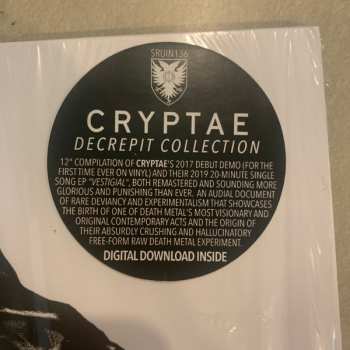 SRUIN136
CRYPTAE
DECREPIT COLLECTION
12" COMPILATION OF CRYPTAE'S 2017 DEBUT DEMO (FOR THE
FIRST TIME EVER ON VINYL) AND THEIR 2019 20-MINUTE SINGLE
SONG EP "VESTIGIAL", BOTH REMASTERED AND SOUNDING MORE
GLORIOUS AND PUNISHING THAN EVER. AN AUDIAL DOCUMENT
OF RARE DEVIANCY AND EXPERIMENTALISM THAT SHOWCASES
THE BIRTH OF ONE OF DEATH METAL'S MOST VISIONARY AND
ORIGINAL CONTEMPORARY ACTS AND THE ORIGIN OF
THEIR ABSURDLY CRUSHING AND HALLUCINATORY
FREE-FORM RAW DEATH METAL EXPERIMENT.
DIGITAL DOWNLOAD INSIDE